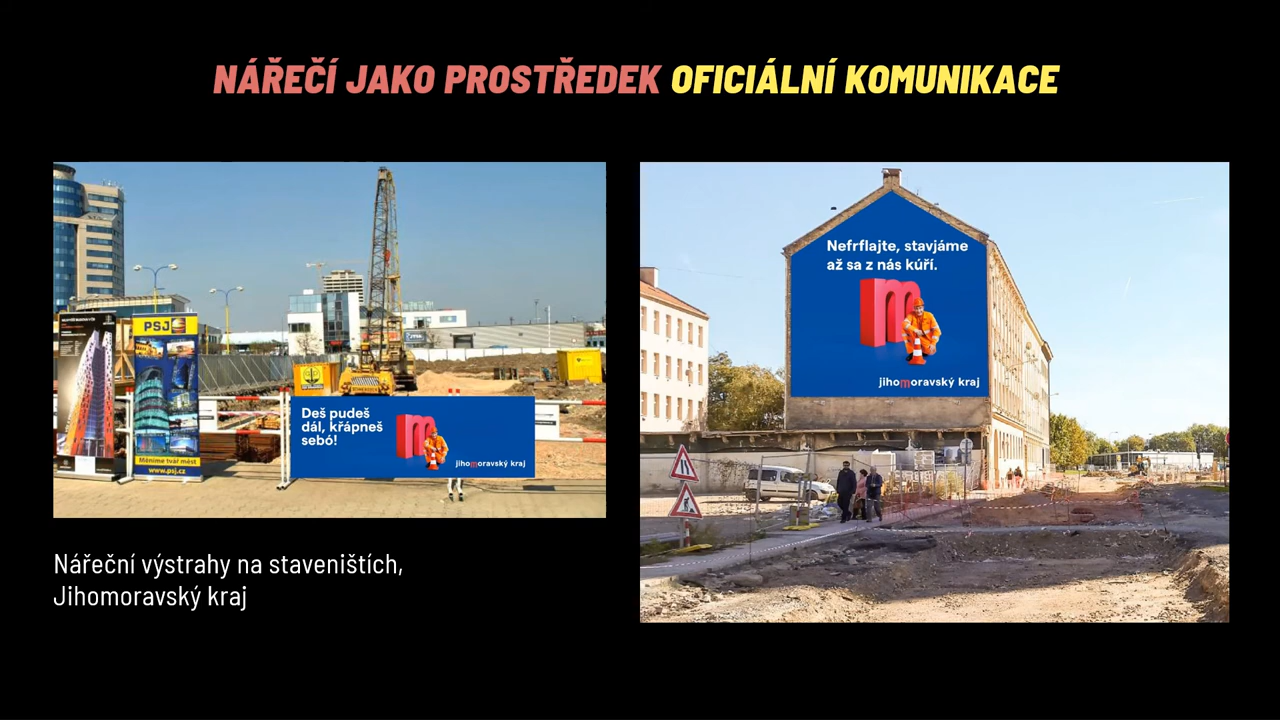 NÁŘEČÍ JAKO PROSTŘEDEK OFICIÁLNÍ KOMUNIKACE
PSJ
Měníme tvář měst
www.psj.cz
Deš pudeš
dál, křápneš
sebó!
jihomoravský kraj
Nefrflajte, stavjáme
až sa z nás kúří.
jihomoravský kraj
Nářeční výstrahy na staveništích,
Jihomoravský kraj